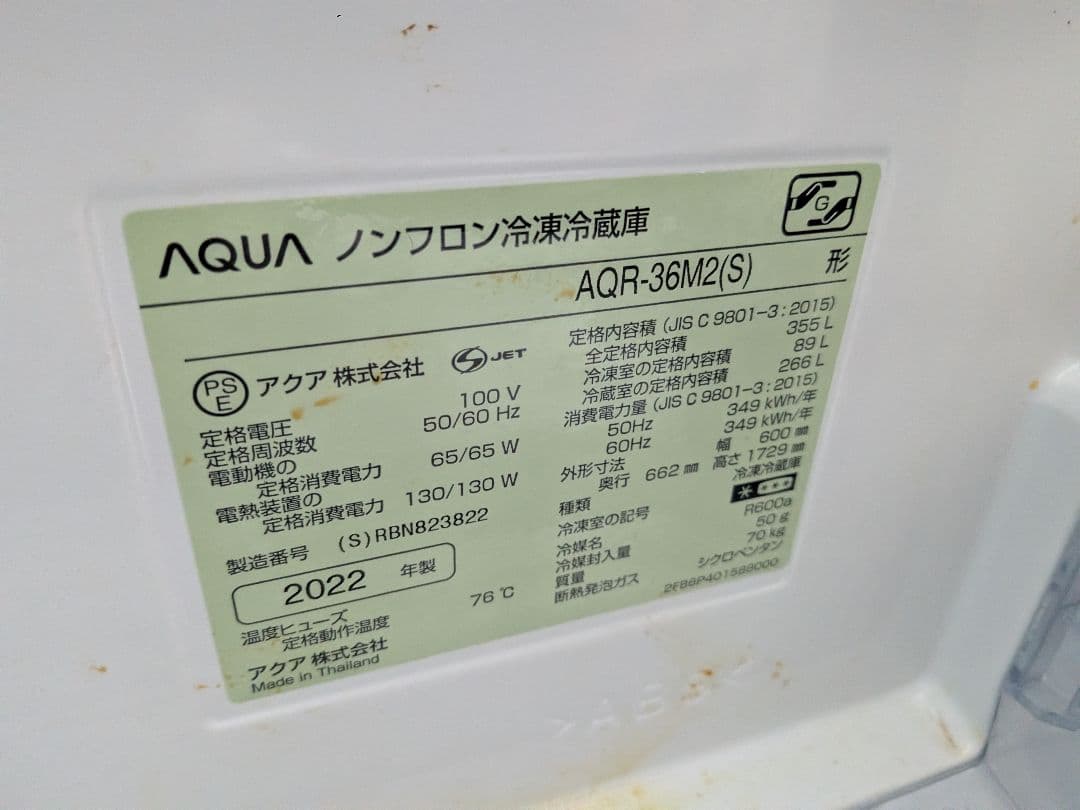 AQUA ノンフロン冷凍冷蔵庫
G
AQR-36M2(S) 形
PS
E
アクア 株式会社
JET
定格電圧 100 V
定格周波数 50/60 Hz
電動機の
定格消費電力 65/65 W
電熱装置の
定格消費電力 130/130 W
製造番号 (S)RBN823822
2022 年製
温度ヒューズ
定格動作温度 76 ℃
アクア 株式会社
Made in Thailand
定格内容積 (JIS C 9801-3 : 2015)
全定格内容積 355 L
冷凍室の定格内容積 89 L
冷蔵室の定格内容積 266 L
消費電力量 (JIS C 9801-3 : 2015)
50Hz 349 kWh/年
60Hz 349 kWh/年
外形寸法 幅 600 mm
奥行 662 mm 高さ 1729 mm
種類 冷凍冷蔵庫
冷凍室の記号 * ***
冷媒名 R600a
冷媒封入量 50 g
質量 70 kg
断熱発泡ガス シクロペンタン
>ABS<